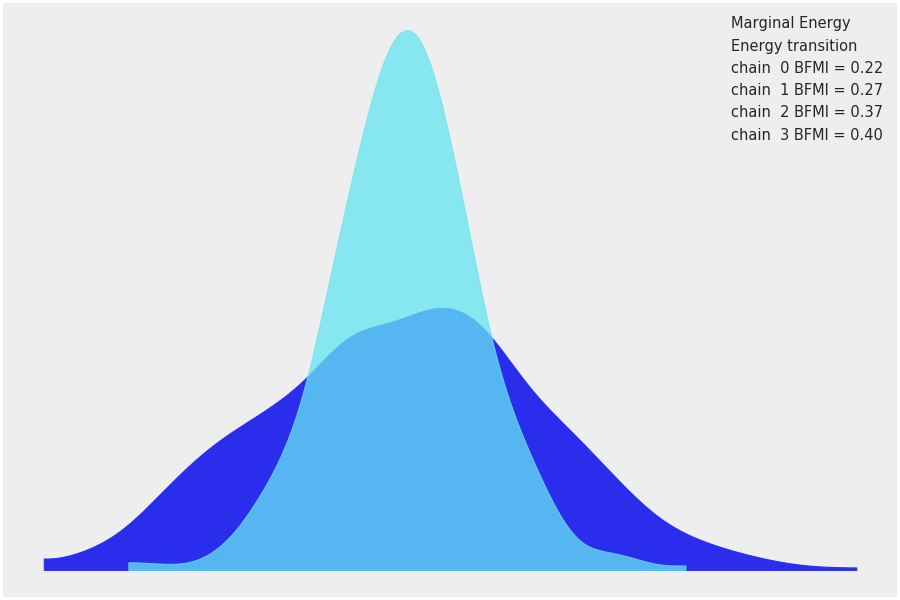 Marginal Energy
Energy transition
chain  0 BFMI = 0.22
chain  1 BFMI = 0.27
chain  2 BFMI = 0.37
chain  3 BFMI = 0.40